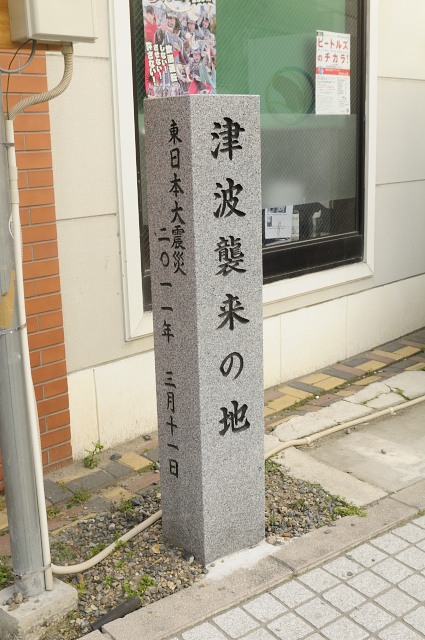 津波襲来の地
東日本大震災
二〇一一年 三月十一日
ビートルズ
のチカラ!